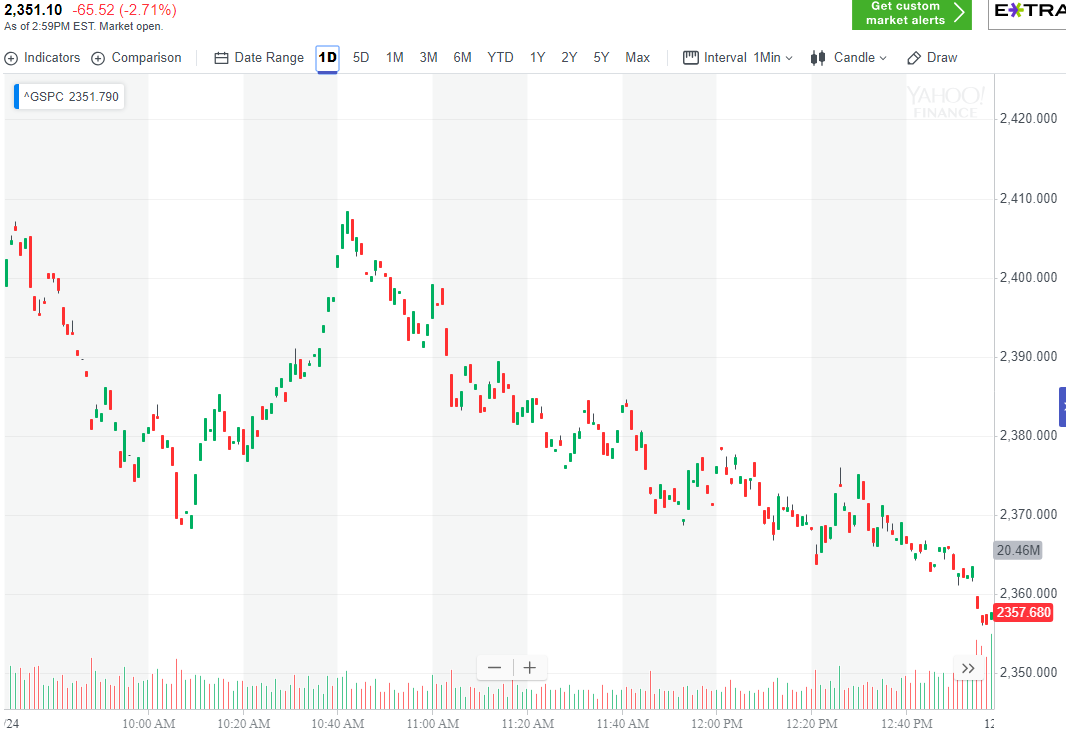 2,351.10 -65.52 (-2.71%)
As of 2:59PM EST. Market open.
Get custom
market alerts
E*TRA
Indicators Comparison Date Range 1D 5D 1M 3M 6M YTD 1Y 2Y 5Y Max Interval 1Min Candle Draw
^GSPC 2351.790
YAHOO!
FINANCE
2,420.000
2,410.000
2,400.000
2,390.000
2,380.000
2,370.000
20.46M
2,360.000
2357.680
2,350.000
/24 10:00 AM 10:20 AM 10:40 AM 11:00 AM 11:20 AM 11:40 AM 12:00 PM 12:20 PM 12:40 PM 12